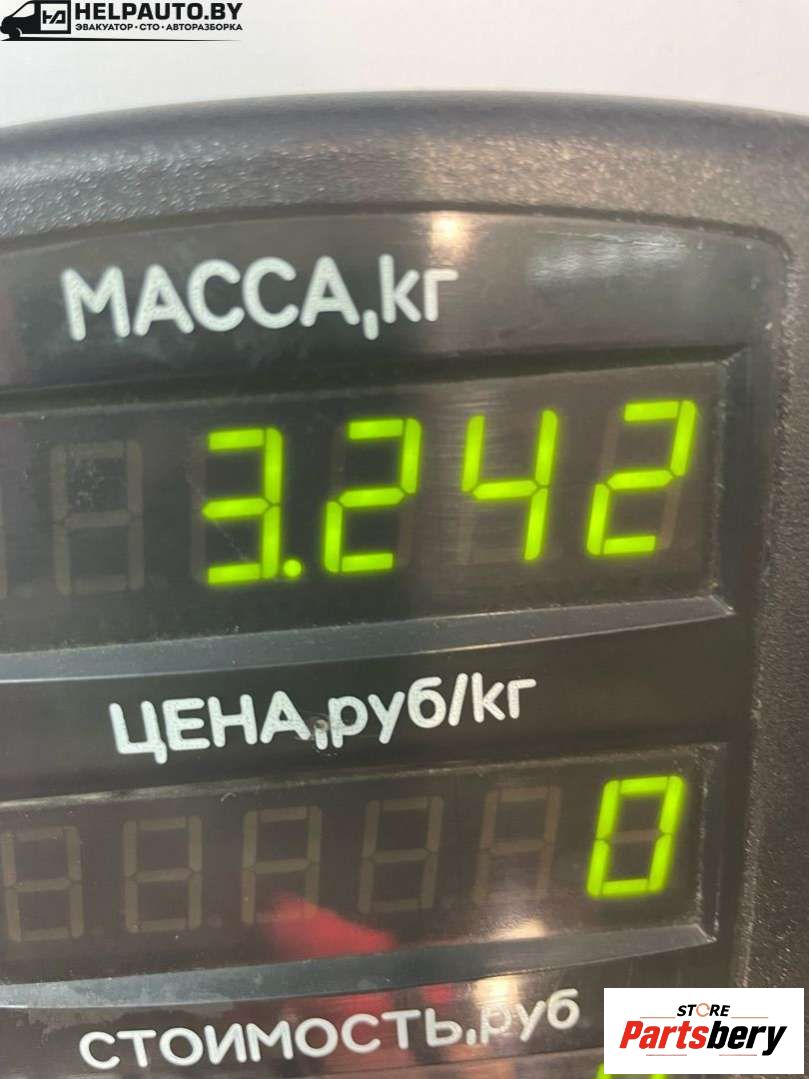 HELPAUTO.BY
ЭВАКУАТОР•СТО•АВТОРАЗБОРКА
МАССА,кг
3.242
ЦЕНА,руб/кг
0
СТОИМОСТЬ,руб
STORE
Partsbery